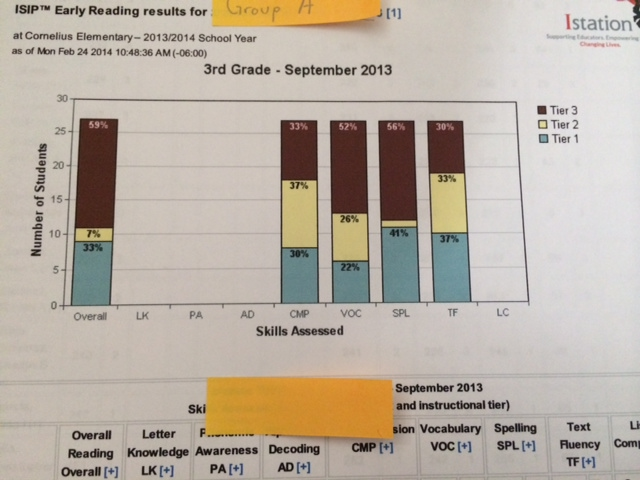 ISIP™ Early Reading results for
Group A
[1]
Istation
Supporting Educators. Empowering
Changing Lives.
at Cornelius Elementary – 2013/2014 School Year
as of Mon Feb 24 2014 10:48:36 AM (-06:00)
3rd Grade - September 2013
Number of Students
30
25
20
15
10
5
0
59%
7%
33%
33%
37%
30%
52%
26%
22%
56%
41%
30%
33%
37%
Tier 3
Tier 2
Tier 1
Overall LK PA AD CMP VOC SPL TF LC
Skills Assessed
September 2013
and instructional tier)
Overall Reading Overall [+]
Letter Knowledge LK [+]
Awareness PA [+]
Decoding AD [+]
CMP [+]
Vocabulary VOC [+]
Spelling SPL [+]
Text Fluency TF [+]